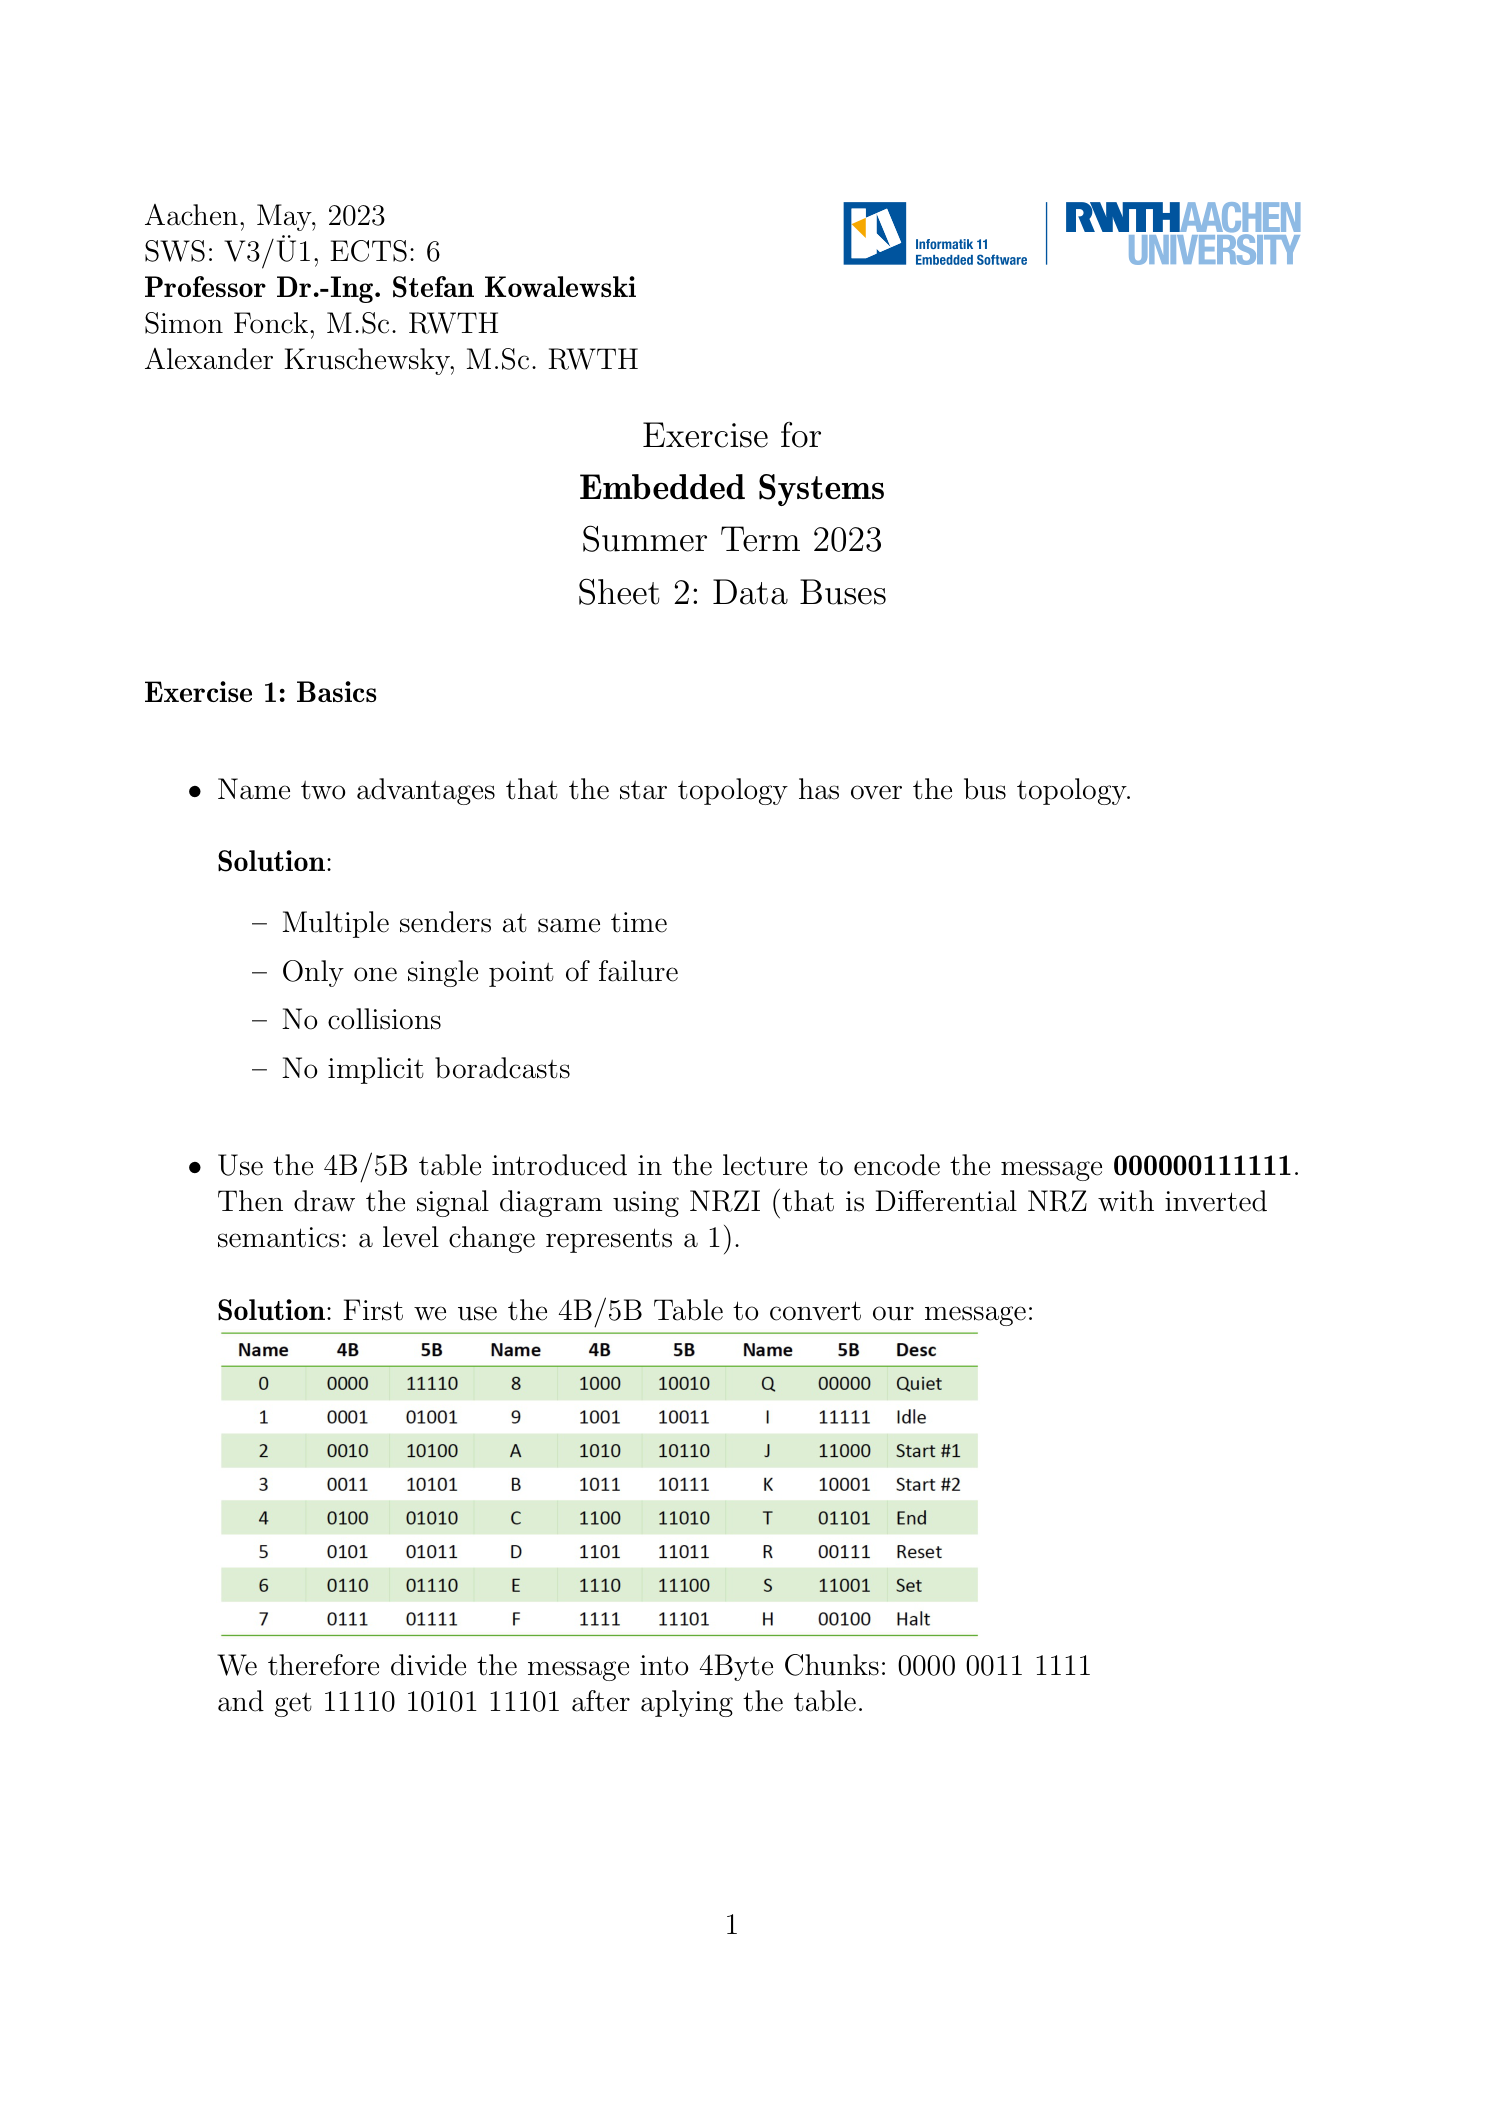 Aachen, May, 2023
SWS: V3/Ü1, ECTS: 6
Professor Dr.-Ing. Stefan Kowalewski
Simon Fonck, M.Sc. RWTH
Alexander Kruschewsky, M.Sc. RWTH
Informatik 11
Embedded Software
RWTHAACHEN
UNIVERSITY
Exercise for
Embedded Systems
Summer Term 2023
Sheet 2: Data Buses
Exercise 1: Basics
• Name two advantages that the star topology has over the bus topology.
Solution:
– Multiple senders at same time
– Only one single point of failure
– No collisions
– No implicit boradcasts
• Use the 4B/5B table introduced in the lecture to encode the message 000000111111.
Then draw the signal diagram using NRZI (that is Differential NRZ with inverted
semantics: a level change represents a 1).
Solution: First we use the 4B/5B Table to convert our message:
Name 4B 5B Name 4B 5B Name 5B Desc
0 0000 11110 8 1000 10010 Q 00000 Quiet
1 0001 01001 9 1001 10011 I 11111 Idle
2 0010 10100 A 1010 10110 J 11000 Start #1
3 0011 10101 B 1011 10111 K 10001 Start #2
4 0100 01010 C 1100 11010 T 01101 End
5 0101 01011 D 1101 11011 R 00111 Reset
6 0110 01110 E 1110 11100 S 11001 Set
7 0111 01111 F 1111 11101 H 00100 Halt
We therefore divide the message into 4Byte Chunks: 0000 0011 1111
and get 11110 10101 11101 after aplying the table.
1